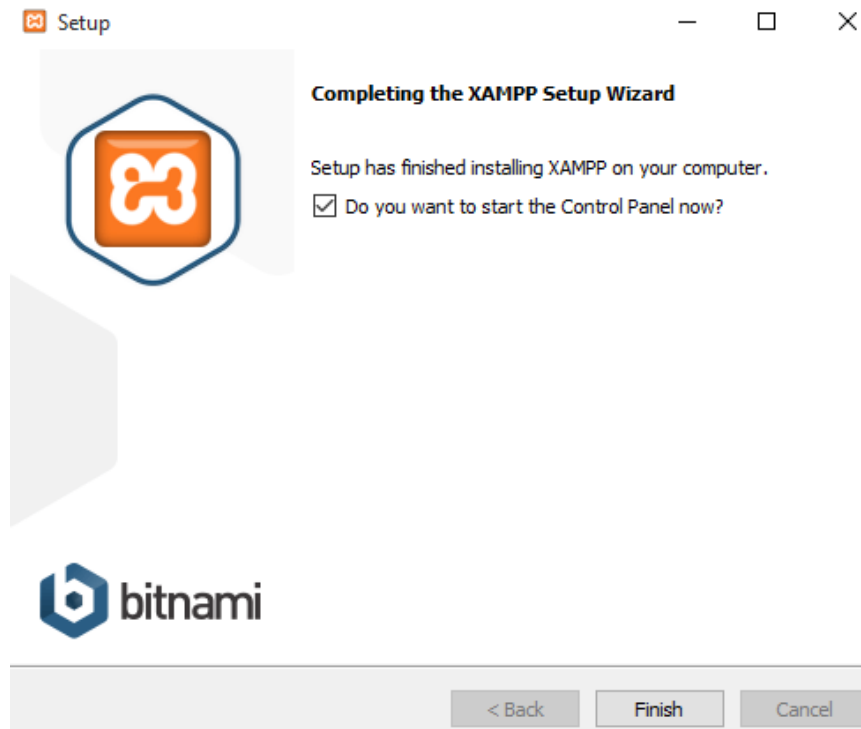 Setup
Completing the XAMPP Setup Wizard
Setup has finished installing XAMPP on your computer.
Do you want to start the Control Panel now?
bitnami
< Back
Finish
Cancel